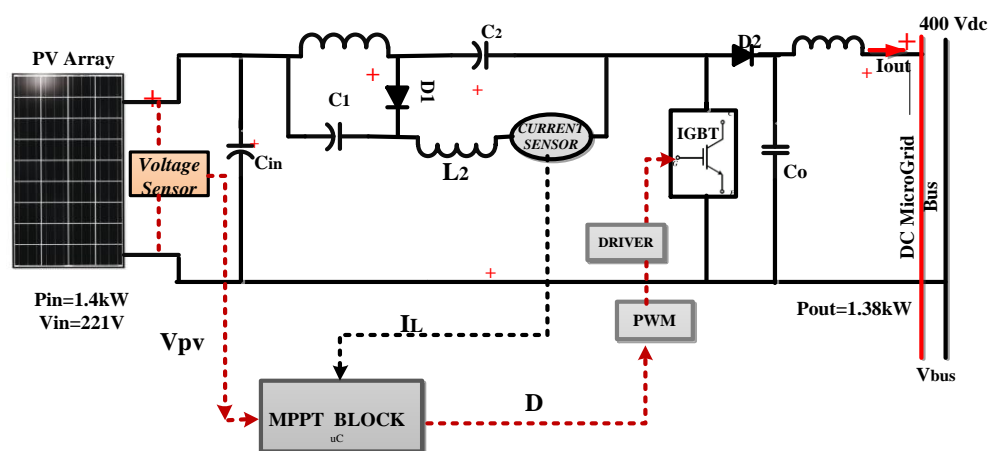 400 Vdc
PV Array
C2
D2
Iout
C1
D1
CURRENT
SENSOR
IGBT
Voltage
Sensor
Cin
L2
Co
DC MicroGrid
Bus
DRIVER
Pin=1.4kW
Vin=221V
Pout=1.38kW
PWM
Vpv
IL
Vbus
D
MPPT BLOCK
uC